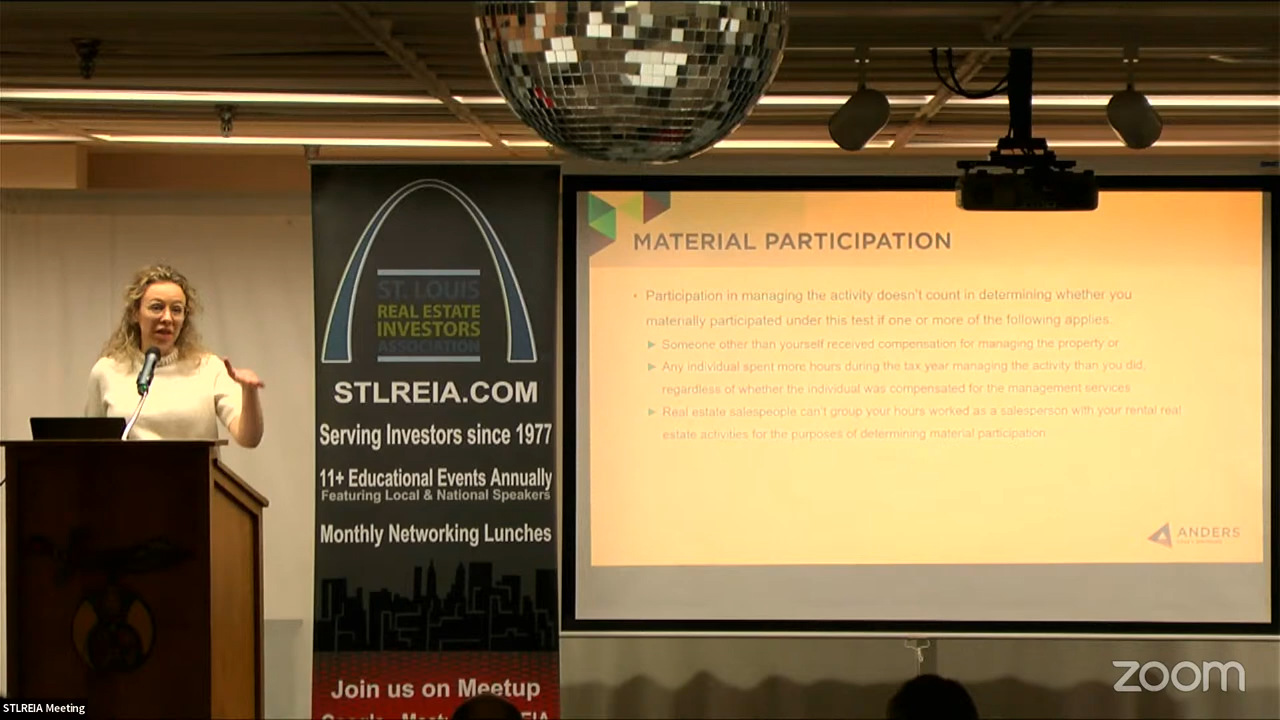 ST. LOUIS
REAL ESTATE
INVESTORS
ASSOCIATION
STLREIA.COM
Serving Investors since 1977
11+ Educational Events Annually
Featuring Local & National Speakers
Monthly Networking Lunches
Join us on Meetup
MATERIAL PARTICIPATION
• Participation in managing the activity doesn't count in determining whether you
materially participated under this test if one or more of the following applies:
Someone other than yourself received compensation for managing the property or
Any individual spent more hours during the tax year managing the activity than you did,
regardless of whether the individual was compensated for the management services
Real estate salespeople can't group your hours worked as a salesperson with your rental real
estate activities for the purposes of determining material participation
ANDERS
zoom
STLREIA Meeting